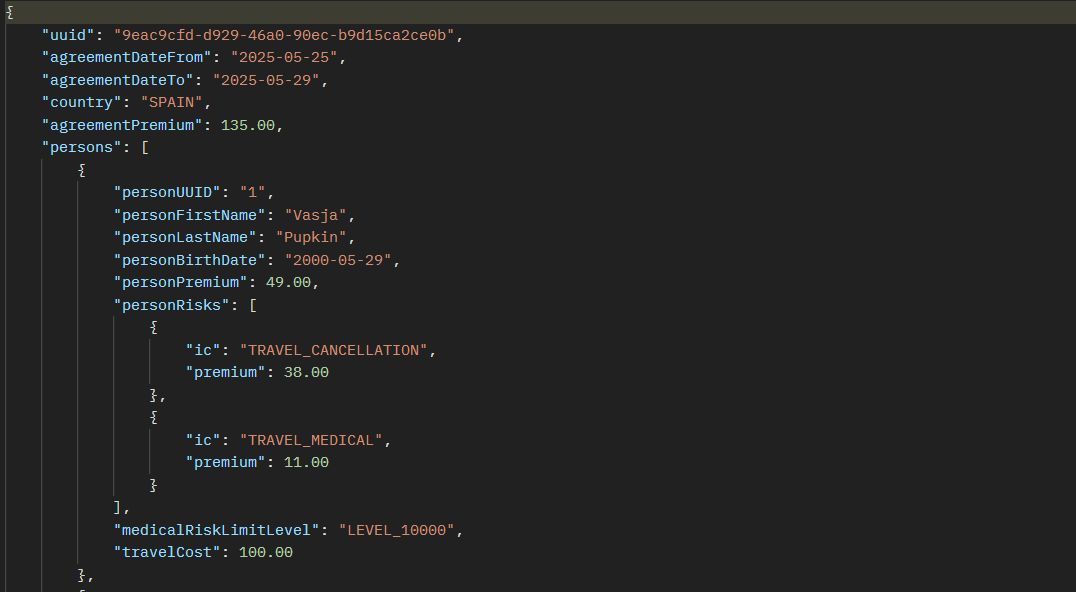 {
    "uuid": "9eac9cfd-d929-46a0-90ec-b9d15ca2ce0b",
    "agreementDateFrom": "2025-05-25",
    "agreementDateTo": "2025-05-29",
    "country": "SPAIN",
    "agreementPremium": 135.00,
    "persons": [
        {
            "personUUID": "1",
            "personFirstName": "Vasja",
            "personLastName": "Pupkin",
            "personBirthDate": "2000-05-29",
            "personPremium": 49.00,
            "personRisks": [
                {
                    "ic": "TRAVEL_CANCELLATION",
                    "premium": 38.00
                },
                {
                    "ic": "TRAVEL_MEDICAL",
                    "premium": 11.00
                }
            ],
            "medicalRiskLimitLevel": "LEVEL_10000",
            "travelCost": 100.00
        },